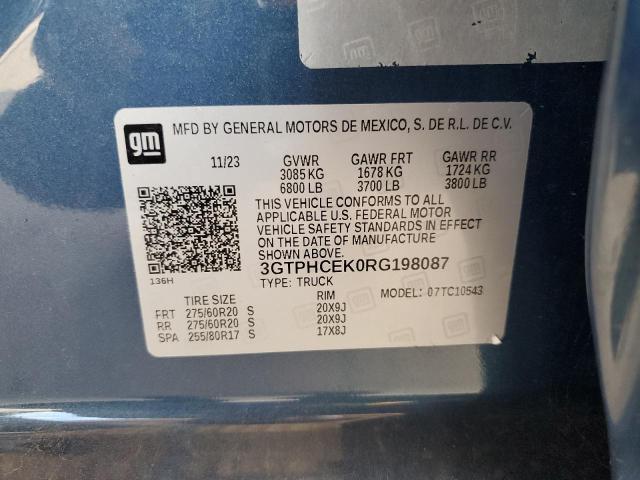 gm
MFD BY GENERAL MOTORS DE MEXICO, S. DE R.L. DE C.V.
11/23 GVWR GAWR FRT GAWR RR
3085 KG 1678 KG 1724 KG
6800 LB 3700 LB 3800 LB
THIS VEHICLE CONFORMS TO ALL
APPLICABLE U.S. FEDERAL MOTOR
VEHICLE SAFETY STANDARDS IN EFFECT
ON THE DATE OF MANUFACTURE
SHOWN ABOVE.
3GTPHCEK0RG198087
136H TYPE: TRUCK MODEL: 07TC10543
TIRE SIZE RIM
FRT 275/60R20 S 20X9J
RR 275/60R20 S 20X9J
SPA 255/80R17 S 17X8J